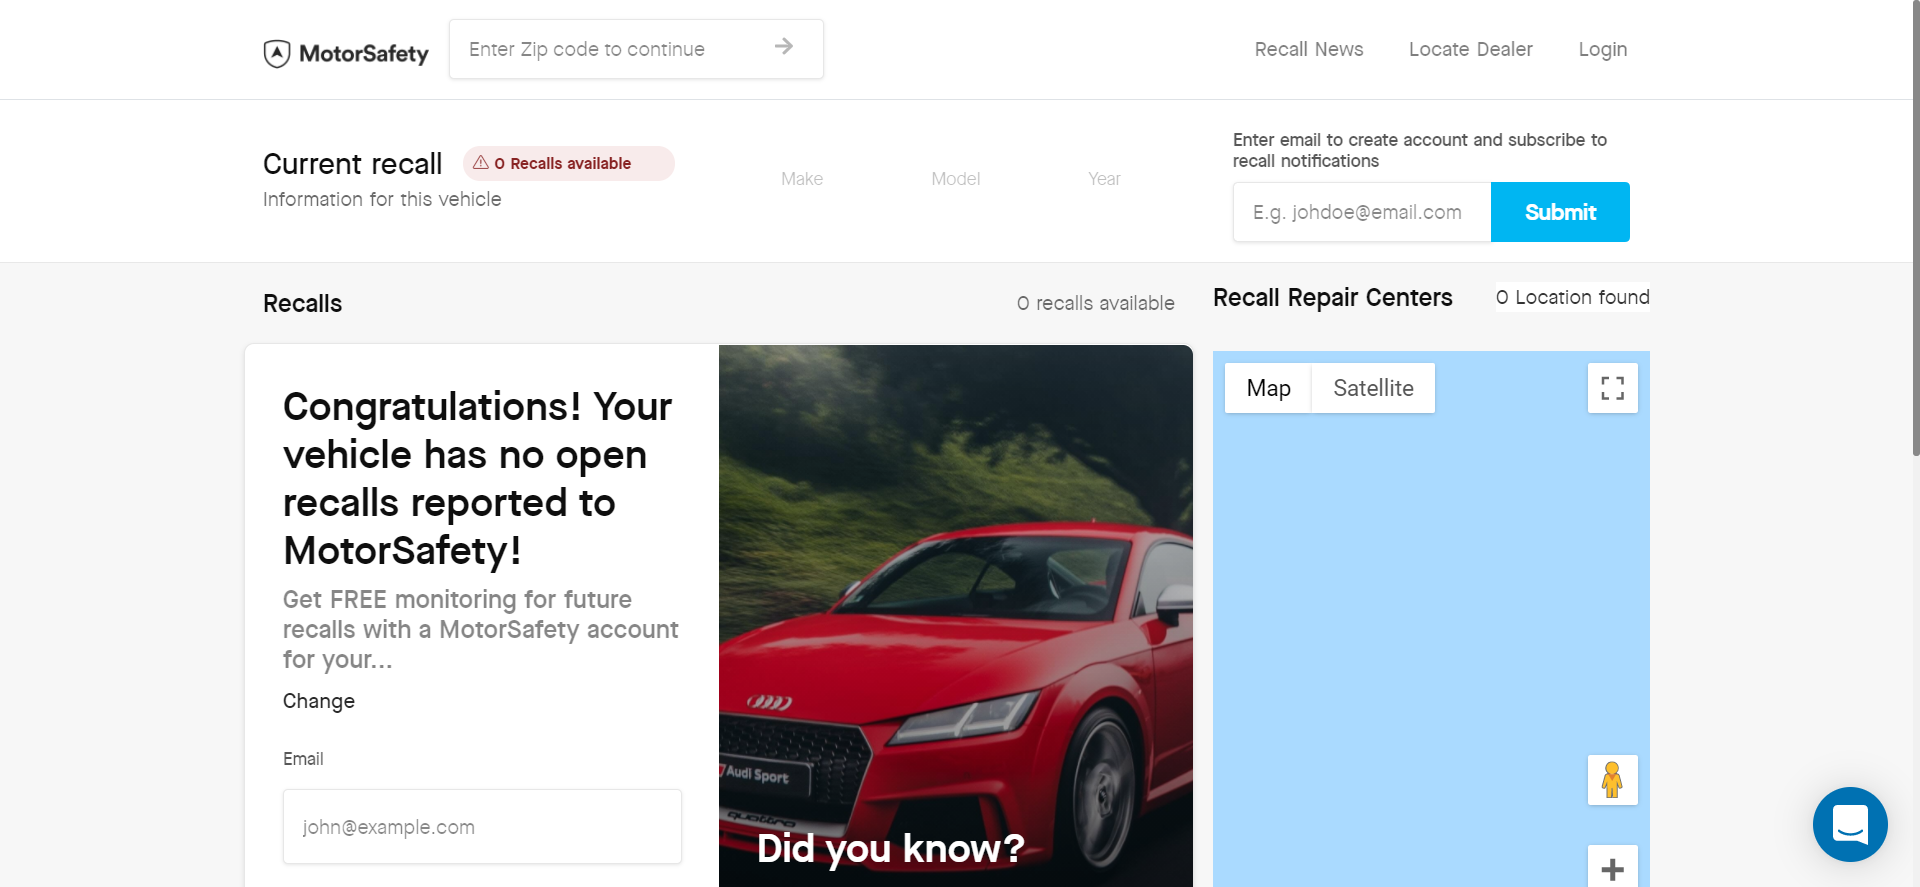 MotorSafety
Enter Zip code to continue
Recall News
Locate Dealer
Login
Current recall
0 Recalls available
Information for this vehicle
Make
Model
Year
Enter email to create account and subscribe to
recall notifications
E.g. johdoe@email.com
Submit
Recalls
0 recalls available
Recall Repair Centers
0 Location found
Congratulations! Your
vehicle has no open
recalls reported to
MotorSafety!
Get FREE monitoring for future
recalls with a MotorSafety account
for your...
Change
Email
john@example.com
Audi Sport
quattro
Did you know?
Map
Satellite